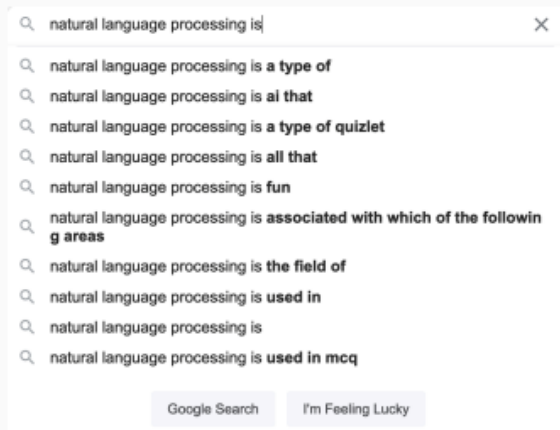 natural language processing is
natural language processing is a type of
natural language processing is ai that
natural language processing is a type of quizlet
natural language processing is all that
natural language processing is fun
natural language processing is associated with which of the followin
g areas
natural language processing is the field of
natural language processing is used in
natural language processing is
natural language processing is used in mcq
Google Search
I'm Feeling Lucky